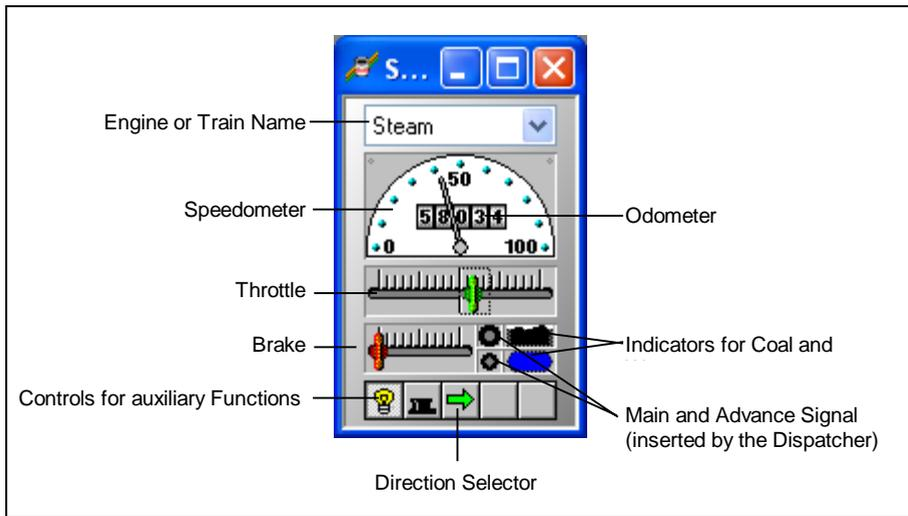 S...
Engine or Train Name
Steam
50
Speedometer
58034
Odometer
0
100
Throttle
Brake
Indicators for Coal and
Controls for auxiliary Functions
Main and Advance Signal
(inserted by the Dispatcher)
Direction Selector